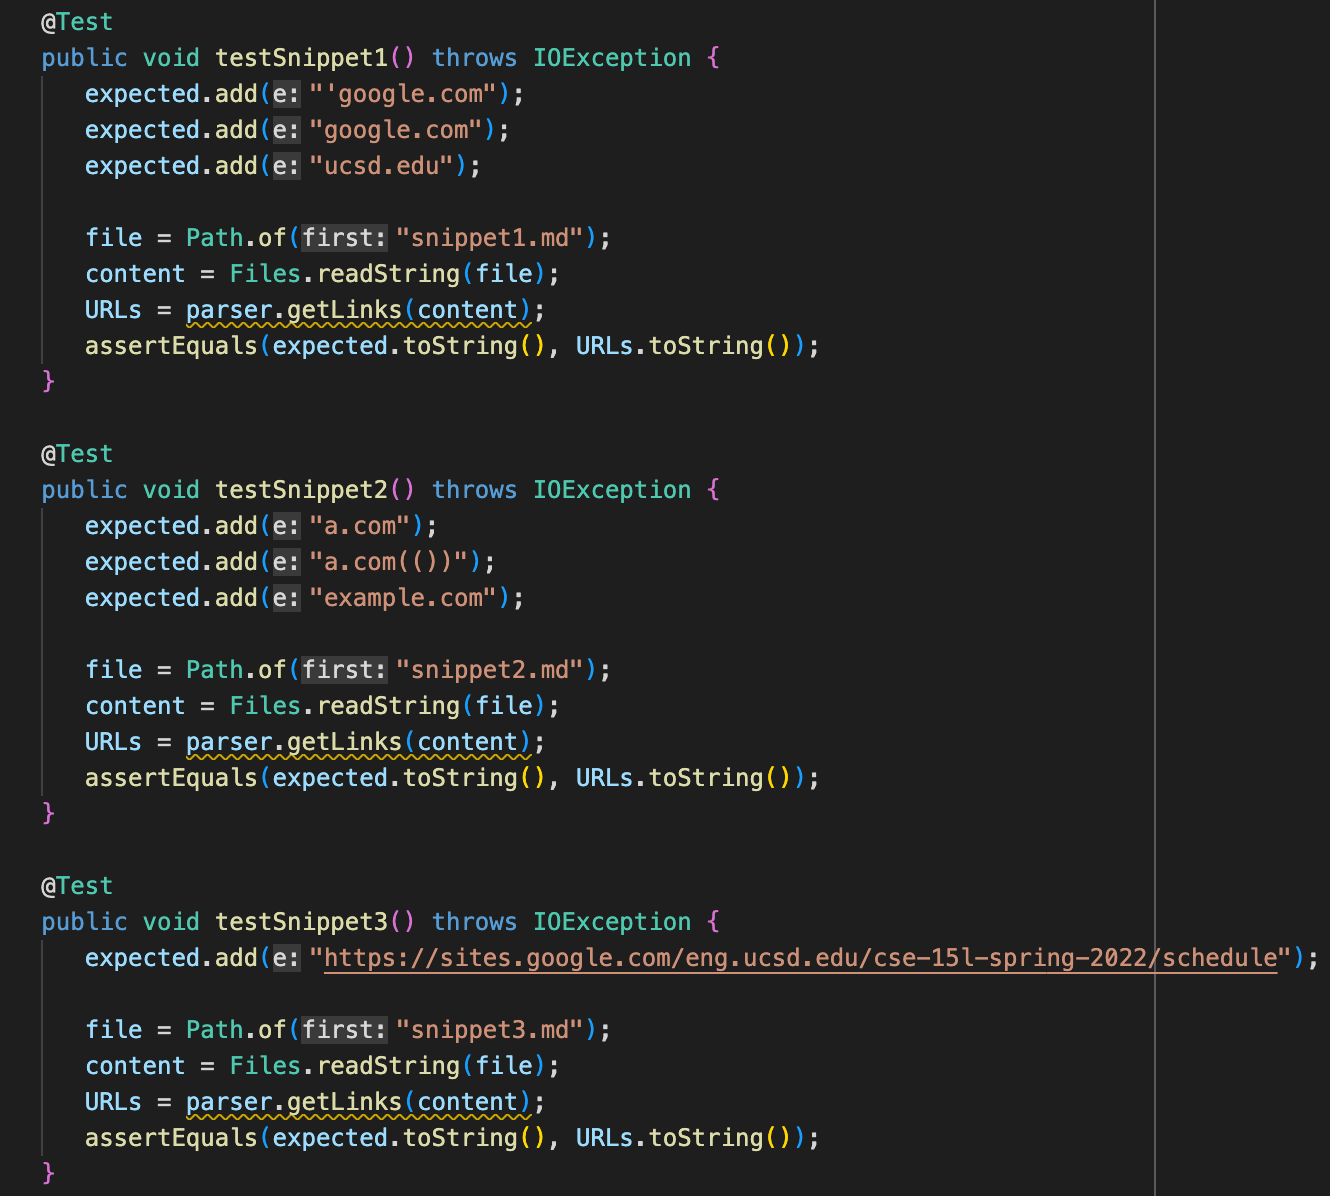 @Test
public void testSnippet1() throws IOException {
expected.add(e: "'google.com");
expected.add(e: "google.com");
expected.add(e: "ucsd.edu");
file = Path.of(first: "snippet1.md");
content = Files.readString(file);
URLs = parser.getLinks(content);
assertEquals(expected.toString(), URLs.toString());
}
@Test
public void testSnippet2() throws IOException {
expected.add(e: "a.com");
expected.add(e: "a.com(())");
expected.add(e: "example.com");
file = Path.of(first: "snippet2.md");
content = Files.readString(file);
URLs = parser.getLinks(content);
assertEquals(expected.toString(), URLs.toString());
}
@Test
public void testSnippet3() throws IOException {
expected.add(e: "https://sites.google.com/eng.ucsd.edu/cse-15l-spring-2022/schedule");
file = Path.of(first: "snippet3.md");
content = Files.readString(file);
URLs = parser.getLinks(content);
assertEquals(expected.toString(), URLs.toString());
}